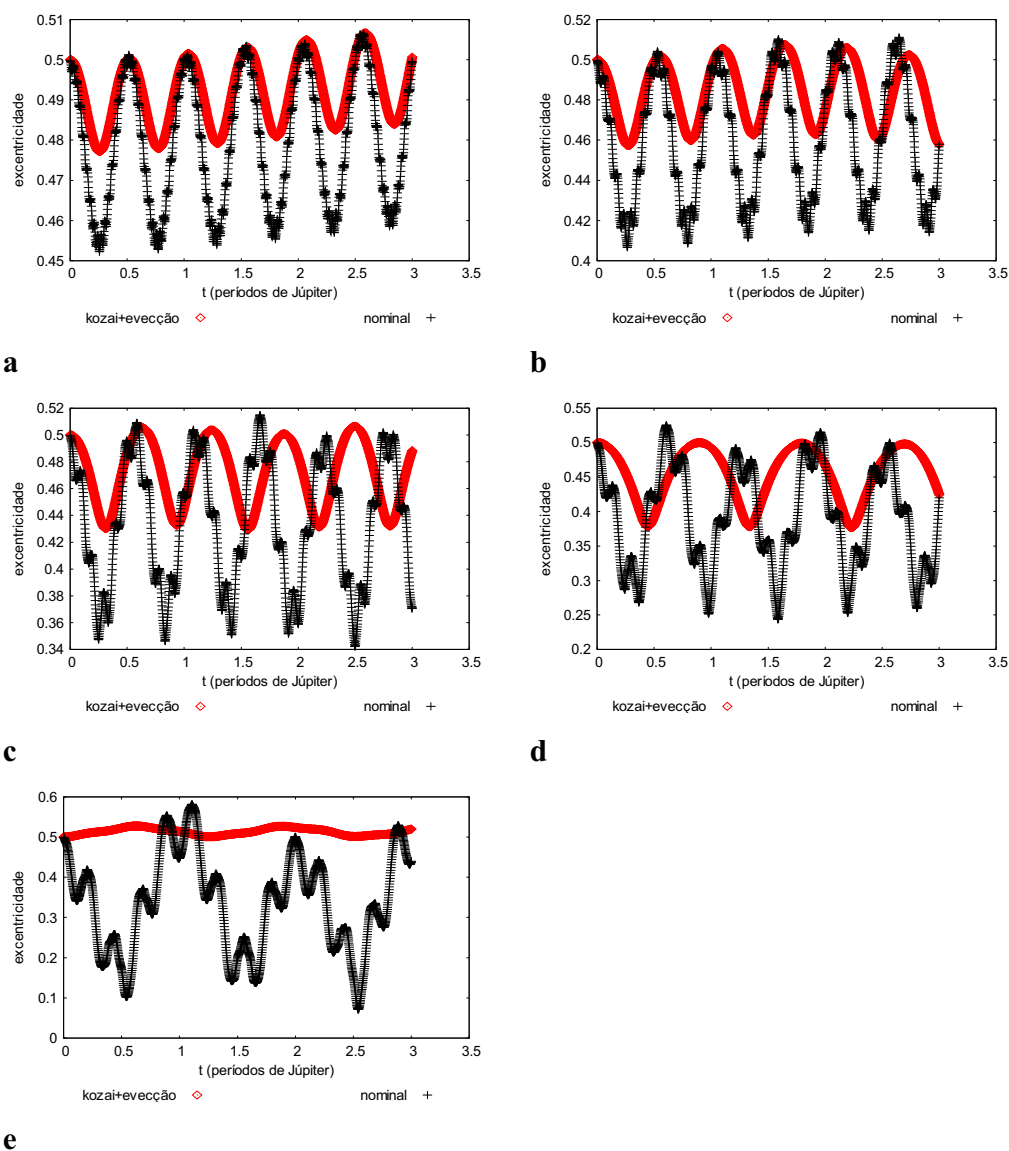 0.51
0.5
0.49
0.48
0.47
0.46
0.45
excentricidade
0 0.5 1 1.5 2 2.5 3 3.5
t (períodos de Júpiter)
kozai+evecção nominal
a
0.52
0.5
0.48
0.46
0.44
0.42
0.4
excentricidade
0 0.5 1 1.5 2 2.5 3 3.5
t (períodos de Júpiter)
kozai+evecção nominal
b
0.52
0.5
0.48
0.46
0.44
0.42
0.4
0.38
0.36
0.34
excentricidade
0 0.5 1 1.5 2 2.5 3 3.5
t (períodos de Júpiter)
kozai+evecção nominal
c
0.55
0.5
0.45
0.4
0.35
0.3
0.25
0.2
excentricidade
0 0.5 1 1.5 2 2.5 3 3.5
t (períodos de Júpiter)
kozai+evecção nominal
d
0.6
0.5
0.4
0.3
0.2
0.1
0
excentricidade
0 0.5 1 1.5 2 2.5 3 3.5
t (períodos de Júpiter)
kozai+evecção nominal
e